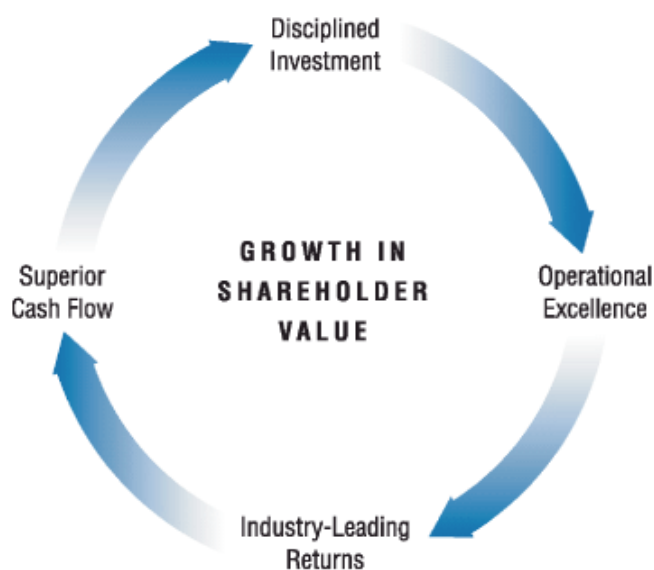 Disciplined
Investment
GROWTH IN
SHAREHOLDER
VALUE
Superior
Cash Flow
Operational
Excellence
Industry-Leading
Returns